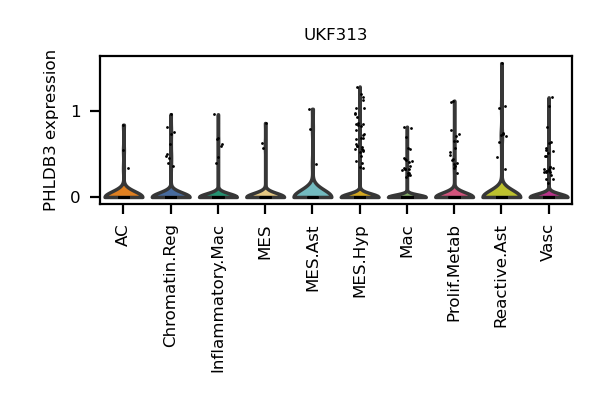 UKF313
PHLDB3 expression
1
0
AC
Chromatin.Reg
Inflammatory.Mac
MES
MES.Ast
MES.Hyp
Mac
Prolif.Metab
Reactive.Ast
Vasc